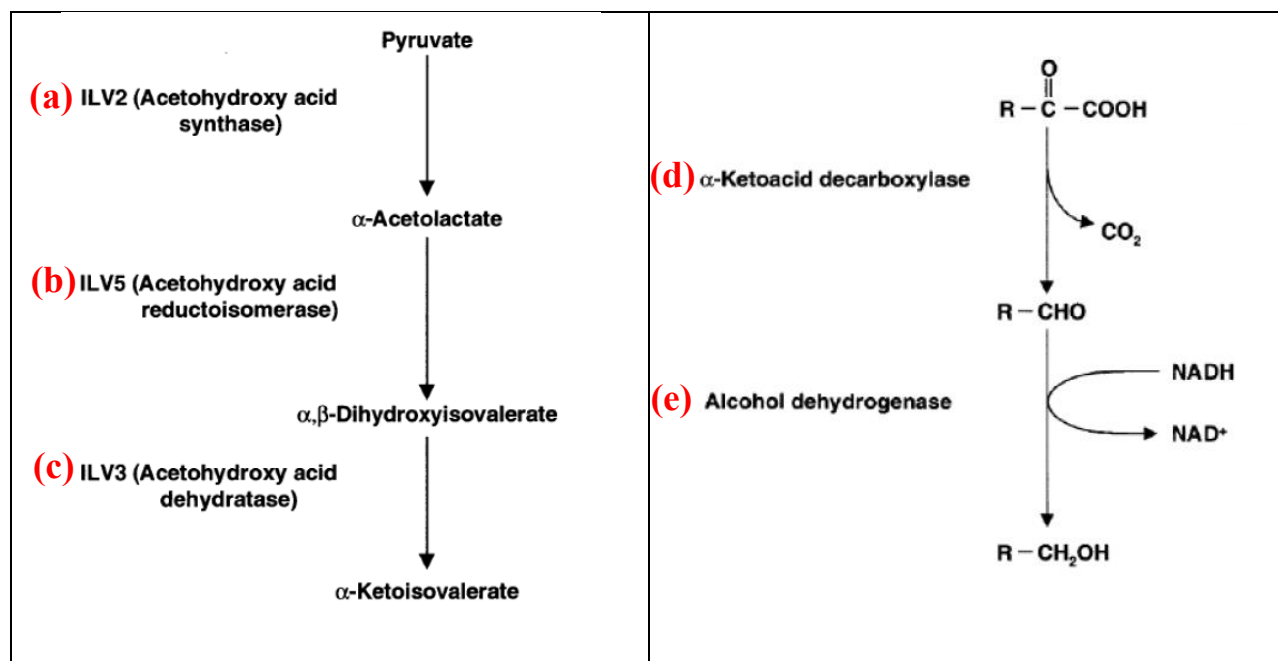 Pyruvate
(a) ILV2 (Acetohydroxy acid
synthase)
α-Acetolactate
(b) ILV5 (Acetohydroxy acid
reductoisomerase)
α,β-Dihydroxyisovalerate
(c) ILV3 (Acetohydroxy acid
dehydratase)
α-Ketoisovalerate
O
R – C – COOH
(d) α-Ketoacid decarboxylase
CO₂
R – CHO
NADH
(e) Alcohol dehydrogenase
NAD⁺
R – CH₂OH